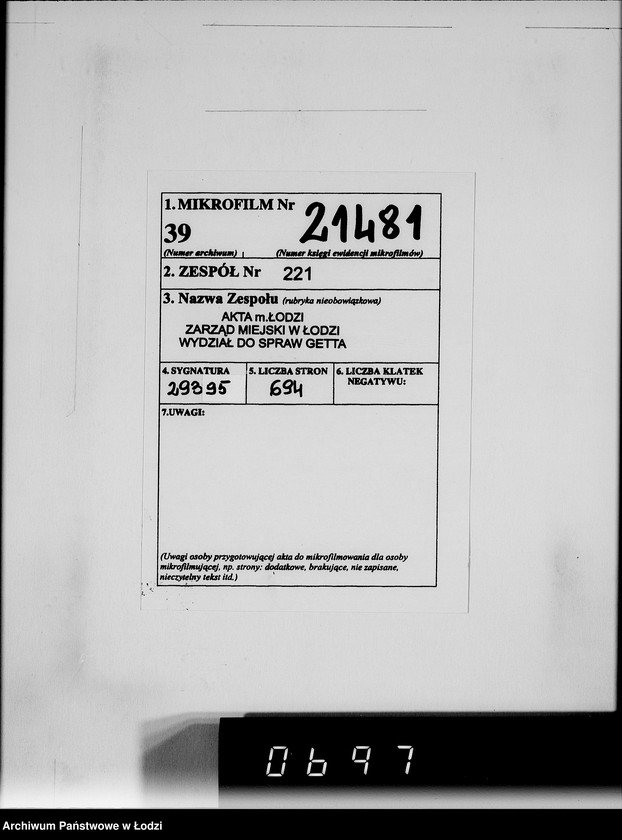 1. MIKROFILM Nr 21481
39
(Numer archiwum) (Numer księgi ewidencji mikrofilmów)
2. ZESPÓŁ Nr 221
3. Nazwa Zespołu (rubryka nieobowiązkowa)
AKTA m.ŁODZI
ZARZĄD MIEJSKI W ŁODZI
WYDZIAŁ DO SPRAW GETTA
4. SYGNATURA 5. LICZBA STRON 6. LICZBA KLATEK
NEGATYWU:
29895 694
7.UWAGI:
(Uwagi osoby przygotowującej akta do mikrofilmowania dla osoby
mikrofilmującej, np. strony: dodatkowe, brakujące, nie zapisane,
nieczytelny tekst itd.)
0697
Archiwum Państwowe w Łodzi